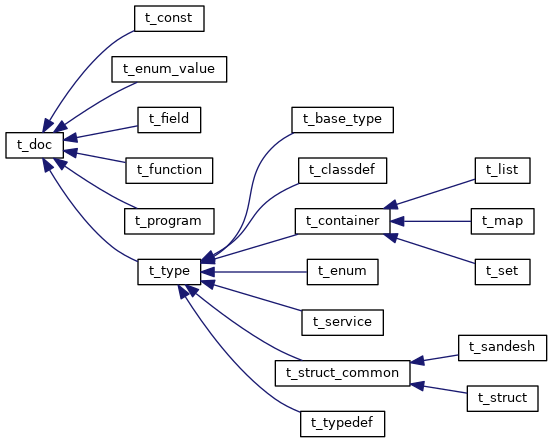 t_const
t_enum_value
t_field
t_doc
t_function
t_program
t_type
t_base_type
t_classdef
t_container
t_enum
t_service
t_struct_common
t_typedef
t_list
t_map
t_set
t_sandesh
t_struct